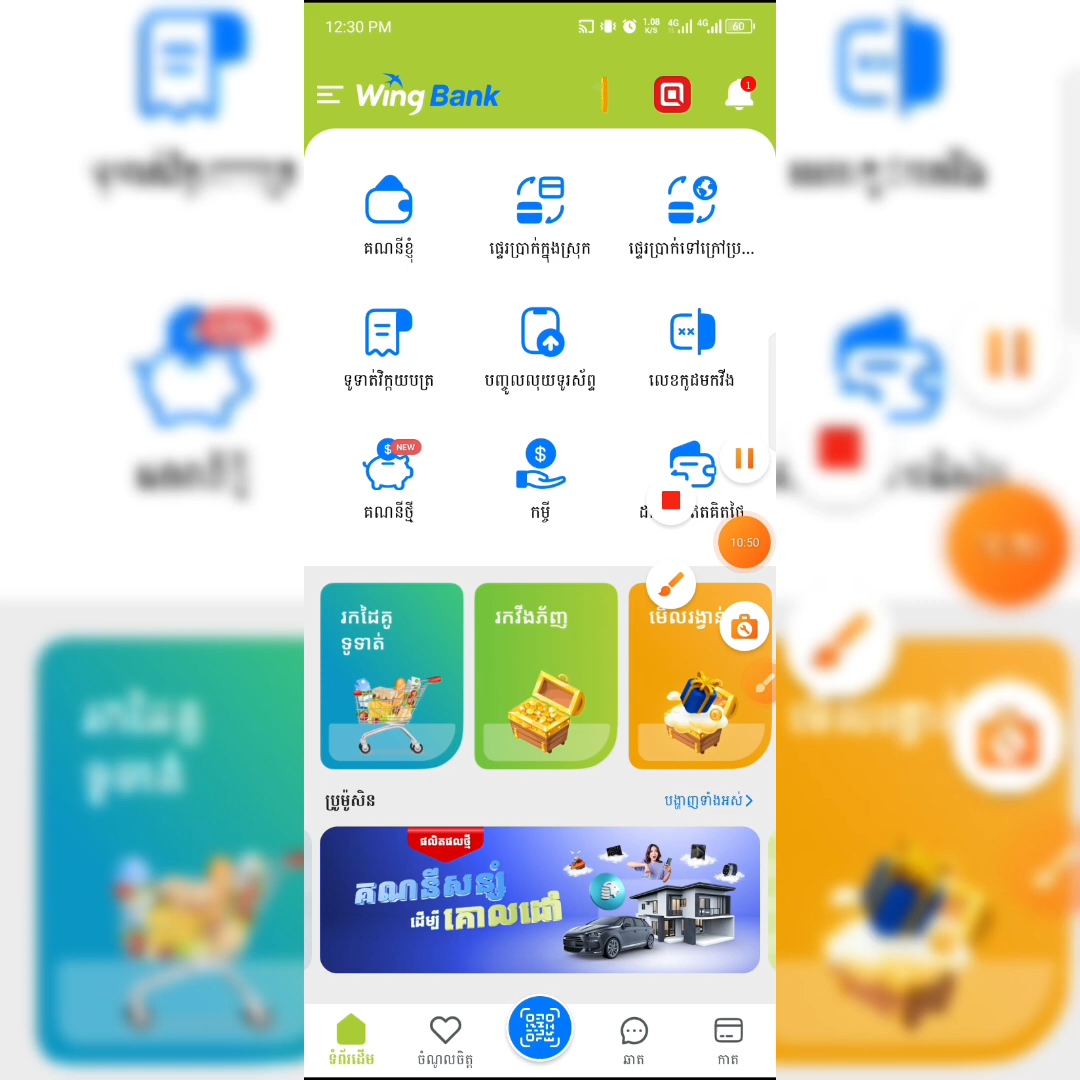 12:30 PM
1.08 K/S 4G 4G 60
Wing Bank
1
គណនីខ្ញុំ
ផ្ទេរប្រាក់ក្នុងស្រុក
ផ្ទេរប្រាក់ទៅក្រៅប្រ...
ទូទាត់វិក្កយបត្រ
បញ្ចូលលុយទូរស័ព្ទ
លេខកូដមកវីង
NEW
គណនីថ្មី
កម្ចី
10:50
រកដៃគូ
ទូទាត់
រកវីងភ័ញ
មើលរង្វាន់
ប្រូម៉ូសិន
បង្ហាញទាំងអស់
ផលិតផលថ្មី
គណនីសន្សំ
ដើម្បី គោលដៅ
ទំព័រដើម
ចំណូលចិត្ត
ឆាត
កាត